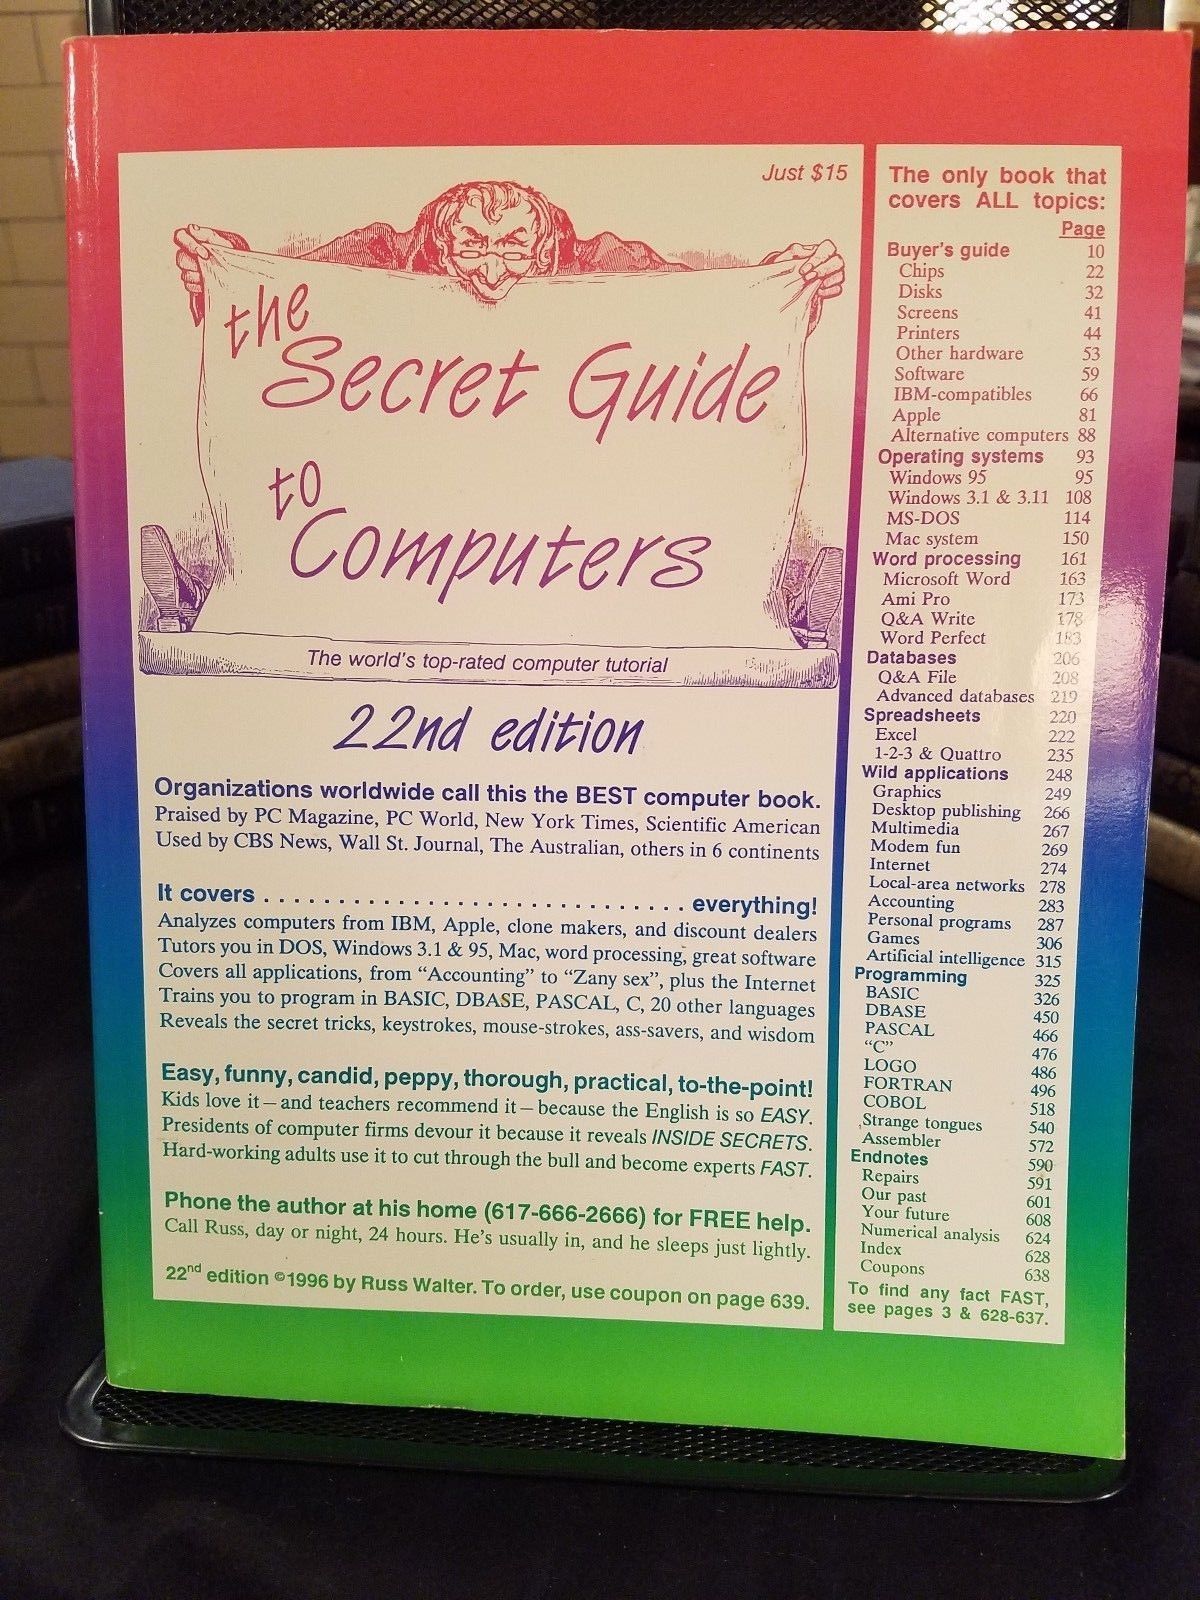 Just $15
the
Secret Guide
to
Computers
The world's top-rated computer tutorial
22nd edition
Organizations worldwide call this the BEST computer book.
Praised by PC Magazine, PC World, New York Times, Scientific American
Used by CBS News, Wall St. Journal, The Australian, others in 6 continents
It covers . . . . . . . . . . . . . . . . . . . . . . . . . . . . . . everything!
Analyzes computers from IBM, Apple, clone makers, and discount dealers
Tutors you in DOS, Windows 3.1 & 95, Mac, word processing, great software
Covers all applications, from “Accounting” to “Zany sex”, plus the Internet
Trains you to program in BASIC, DBASE, PASCAL, C, 20 other languages
Reveals the secret tricks, keystrokes, mouse-strokes, ass-savers, and wisdom
Easy, funny, candid, peppy, thorough, practical, to-the-point!
Kids love it – and teachers recommend it – because the English is so EASY.
Presidents of computer firms devour it because it reveals INSIDE SECRETS.
Hard-working adults use it to cut through the bull and become experts FAST.
Phone the author at his home (617-666-2666) for FREE help.
Call Russ, day or night, 24 hours. He's usually in, and he sleeps just lightly.
22nd edition ©1996 by Russ Walter. To order, use coupon on page 639.
The only book that
covers ALL topics:
Page
Buyer's guide 10
Chips 22
Disks 32
Screens 41
Printers 44
Other hardware 53
Software 59
IBM-compatibles 66
Apple 81
Alternative computers 88
Operating systems 93
Windows 95 95
Windows 3.1 & 3.11 108
MS-DOS 114
Mac system 150
Word processing 161
Microsoft Word 163
Ami Pro 173
Q&A Write 178
Word Perfect 183
Databases 206
Q&A File 208
Advanced databases 219
Spreadsheets 220
Excel 222
1-2-3 & Quattro 235
Wild applications 248
Graphics 249
Desktop publishing 266
Multimedia 267
Modem fun 269
Internet 274
Local-area networks 278
Accounting 283
Personal programs 287
Games 306
Artificial intelligence 315
Programming 325
BASIC 326
DBASE 450
PASCAL 466
“C” 476
LOGO 486
FORTRAN 496
COBOL 518
Strange tongues 540
Assembler 572
Endnotes 590
Repairs 591
Our past 601
Your future 608
Numerical analysis 624
Index 628
Coupons 638
To find any fact FAST,
see pages 3 & 628-637.